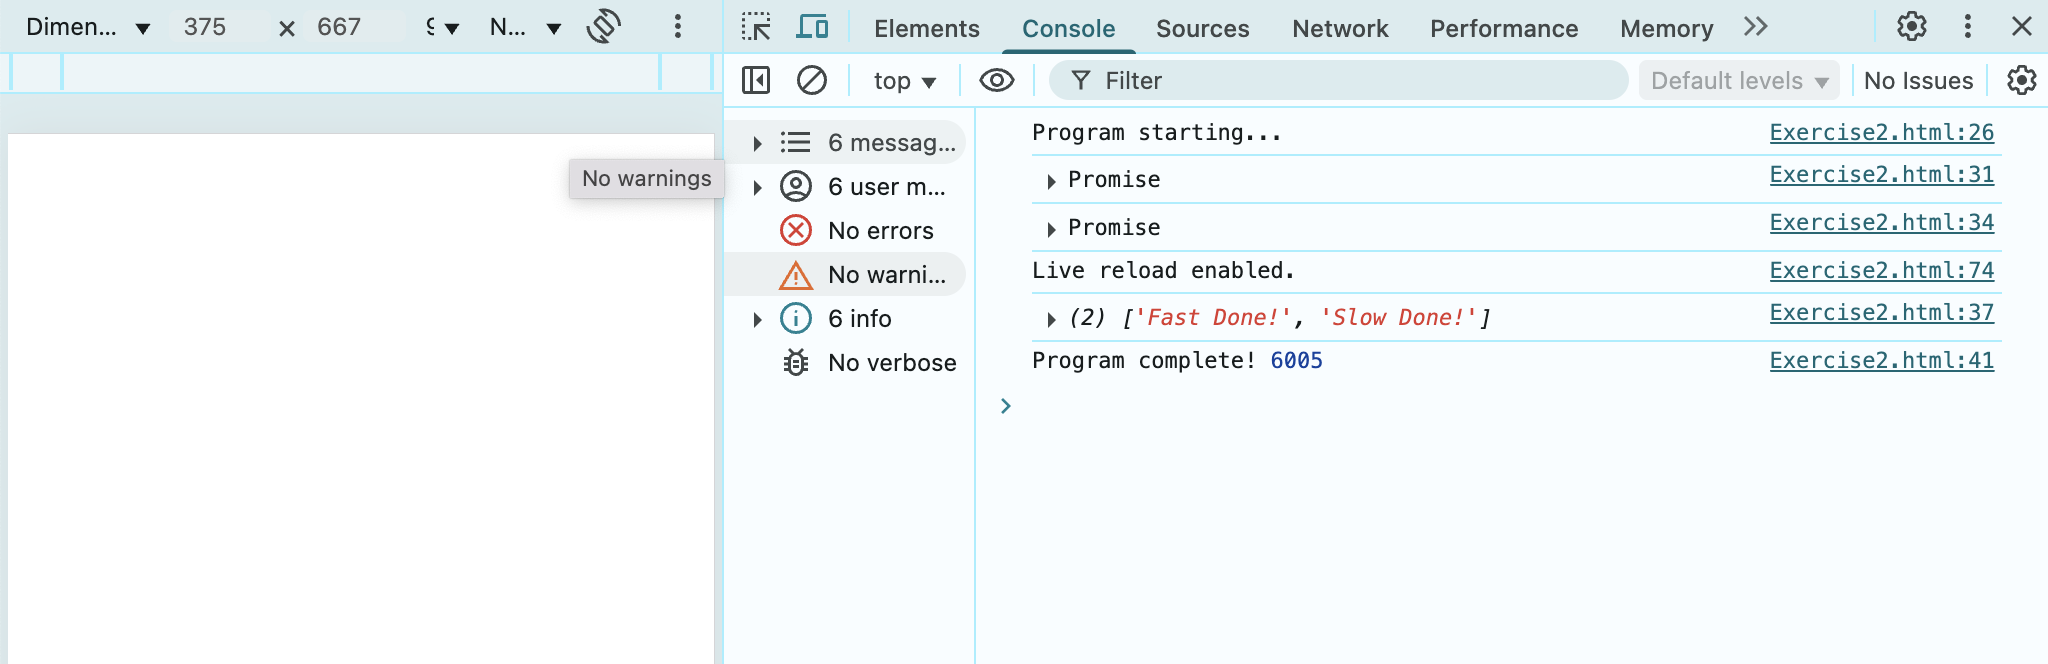 Dimen... 375 × 667 9 N...
Elements Console Sources Network Performance Memory
top Filter Default levels No Issues
No warnings
6 messag...
6 user m...
No errors
No warni...
6 info
No verbose
Program starting... Exercise2.html:26
Promise Exercise2.html:31
Promise Exercise2.html:34
Live reload enabled. Exercise2.html:74
(2) ['Fast Done!', 'Slow Done!'] Exercise2.html:37
Program complete! 6005 Exercise2.html:41